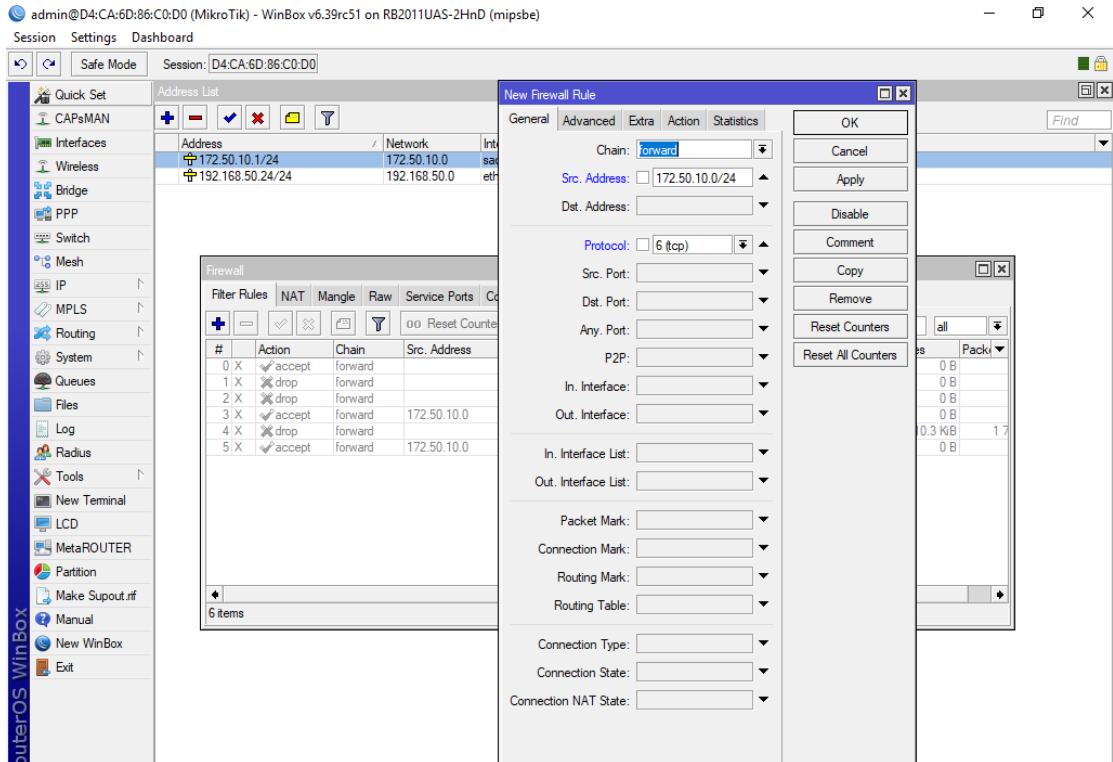 admin@D4:CA:6D:86:C0:D0 (MikroTik) - WinBox v6.39rc51 on RB2011UAS-2HnD (mipsbe)
Session Settings Dashboard
Safe Mode Session: D4:CA:6D:86:C0:D0
Quick Set
CAPsMAN
Interfaces
Wireless
Bridge
PPP
Switch
Mesh
IP
MPLS
Routing
System
Queues
Files
Log
Radius
Tools
New Terminal
LCD
MetaROUTER
Partition
Make Supout.rif
Manual
New WinBox
Exit
WinBox
Address List
Find
Address Network
172.50.10.1/24 172.50.10.0
192.168.50.24/24 192.168.50.0
Firewall
Filter Rules NAT Mangle Raw Service Ports
00 Reset
all
# Action Chain Src. Address
0 X accept forward 0 B
1 X drop forward 0 B
2 X drop forward 0 B
3 X accept forward 172.50.10.0 0 B
4 X drop forward
5 X accept forward 172.50.10.0 0 B
6 items
New Firewall Rule
General Advanced Extra Action Statistics
Chain: forward
Src. Address: 172.50.10.0/24
Dst. Address:
Protocol: 6 (tcp)
Src. Port:
Dst. Port:
Any. Port:
P2P:
In. Interface:
Out. Interface:
In. Interface List:
Out. Interface List:
Packet Mark:
Connection Mark:
Routing Mark:
Routing Table:
Connection Type:
Connection State:
Connection NAT State:
OK
Cancel
Apply
Disable
Comment
Copy
Remove
Reset Counters
Reset All Counters